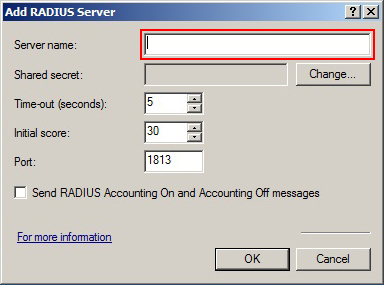 Add RADIUS Server
Server name:
Shared secret:
Change...
Time-out (seconds):
5
Initial score:
30
Port:
1813
Send RADIUS Accounting On and Accounting Off messages
For more information
OK
Cancel